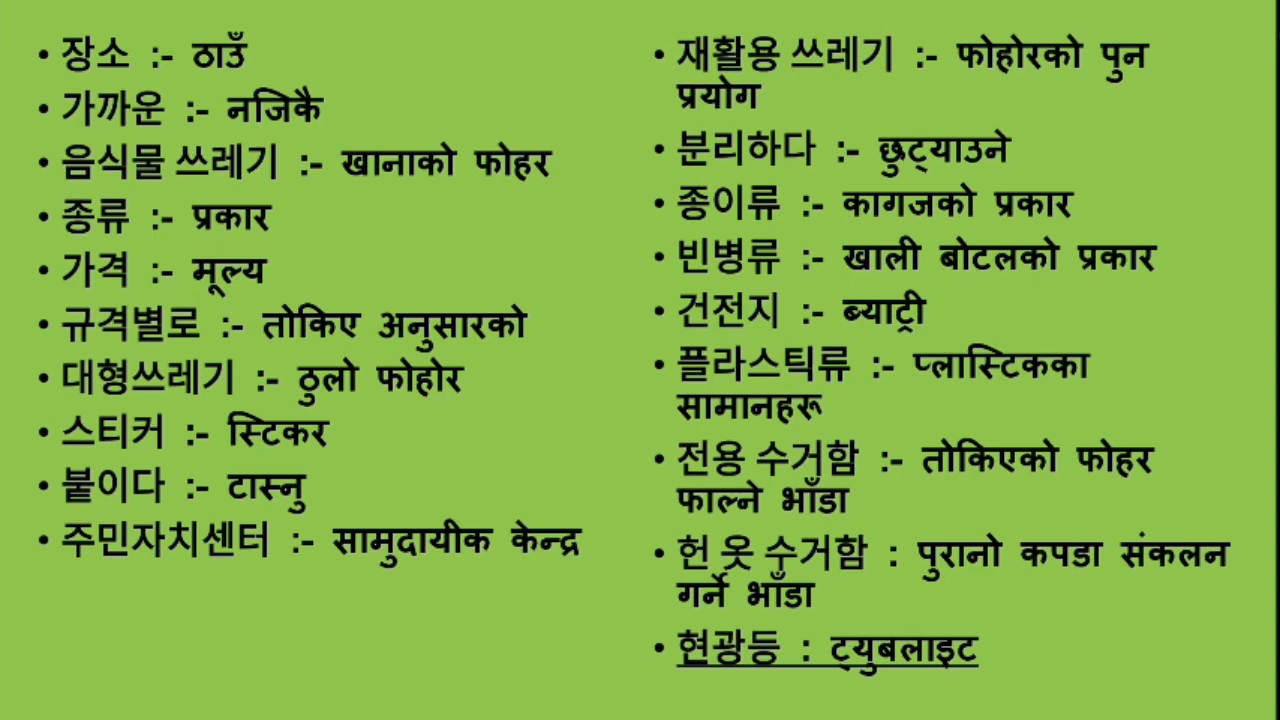 • 장소 :- ठाउँ
• 가까운 :- नजिकै
• 음식물 쓰레기 :- खानाको फोहर
• 종류 :- प्रकार
• 가격 :- मूल्य
• 규격별로 :- तोकिए अनुसारको
• 대형쓰레기 :- ठुलो फोहोर
• 스티커 :- स्टिकर
• 붙이다 :- टास्नु
• 주민자치센터 :- सामुदायीक केन्द्र
• 재활용 쓰레기 :- फोहोरको पुन
प्रयोग
• 분리하다 :- छुट्याउने
• 종이류 :- कागजको प्रकार
• 빈병류 :- खाली बोटलको प्रकार
• 건전지 :- ब्याट्री
• 플라스틱류 :- प्लास्टिकका
सामानहरू
• 전용 수거함 :- तोकिएको फोहर
फाल्ने भाँडा
• 헌 옷 수거함 : पुरानो कपडा संकलन
गर्ने भाँडा
• 현광등 : ट्युबलाइट